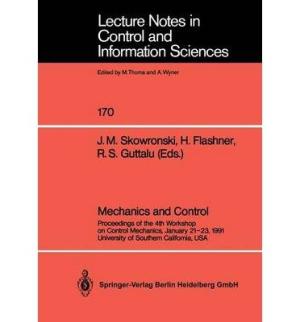 Lecture Notes in
Control and
Information Sciences
Edited by M.Thoma and A.Wyner
170
J. M. Skowronski, H. Flashner,
R. S. Guttalu (Eds.)
Mechanics and Control
Proceedings of the 4th Workshop
on Control Mechanics, January 21–23, 1991
University of Southern California, USA
Springer-Verlag Berlin Heidelberg GmbH